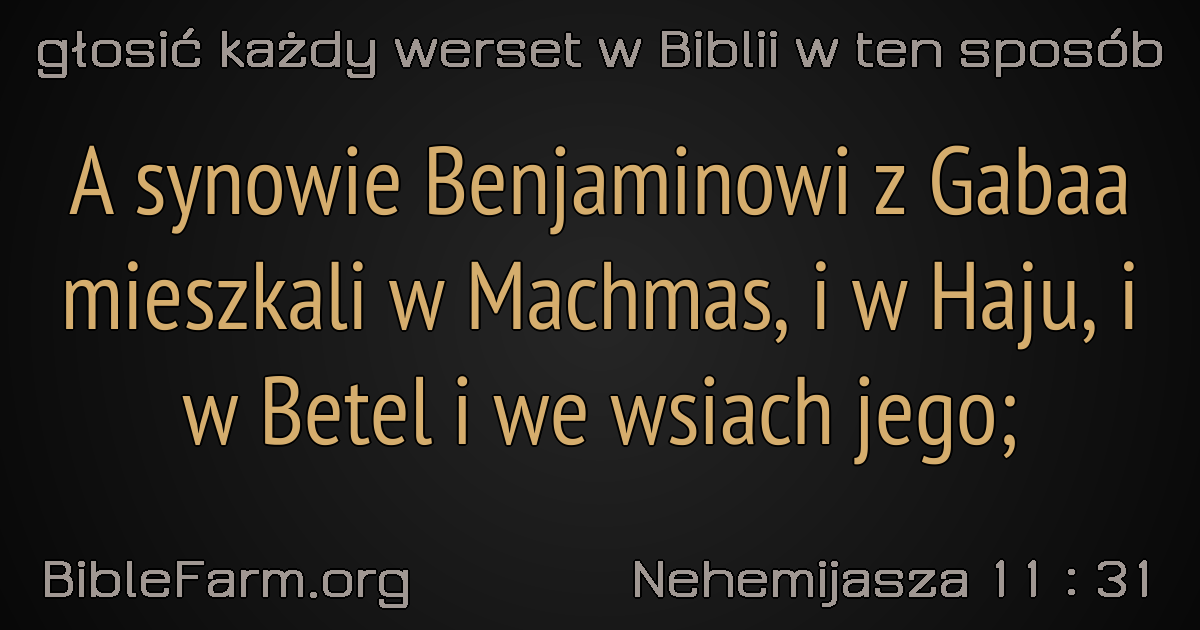 głosić każdy werset w Biblii w ten sposób
A synowie Benjaminowi z Gabaa
mieszkali w Machmas, i w Haju, i
w Betel i we wsiach jego;
BibleFarm.org
Nehemijasza 11 : 31